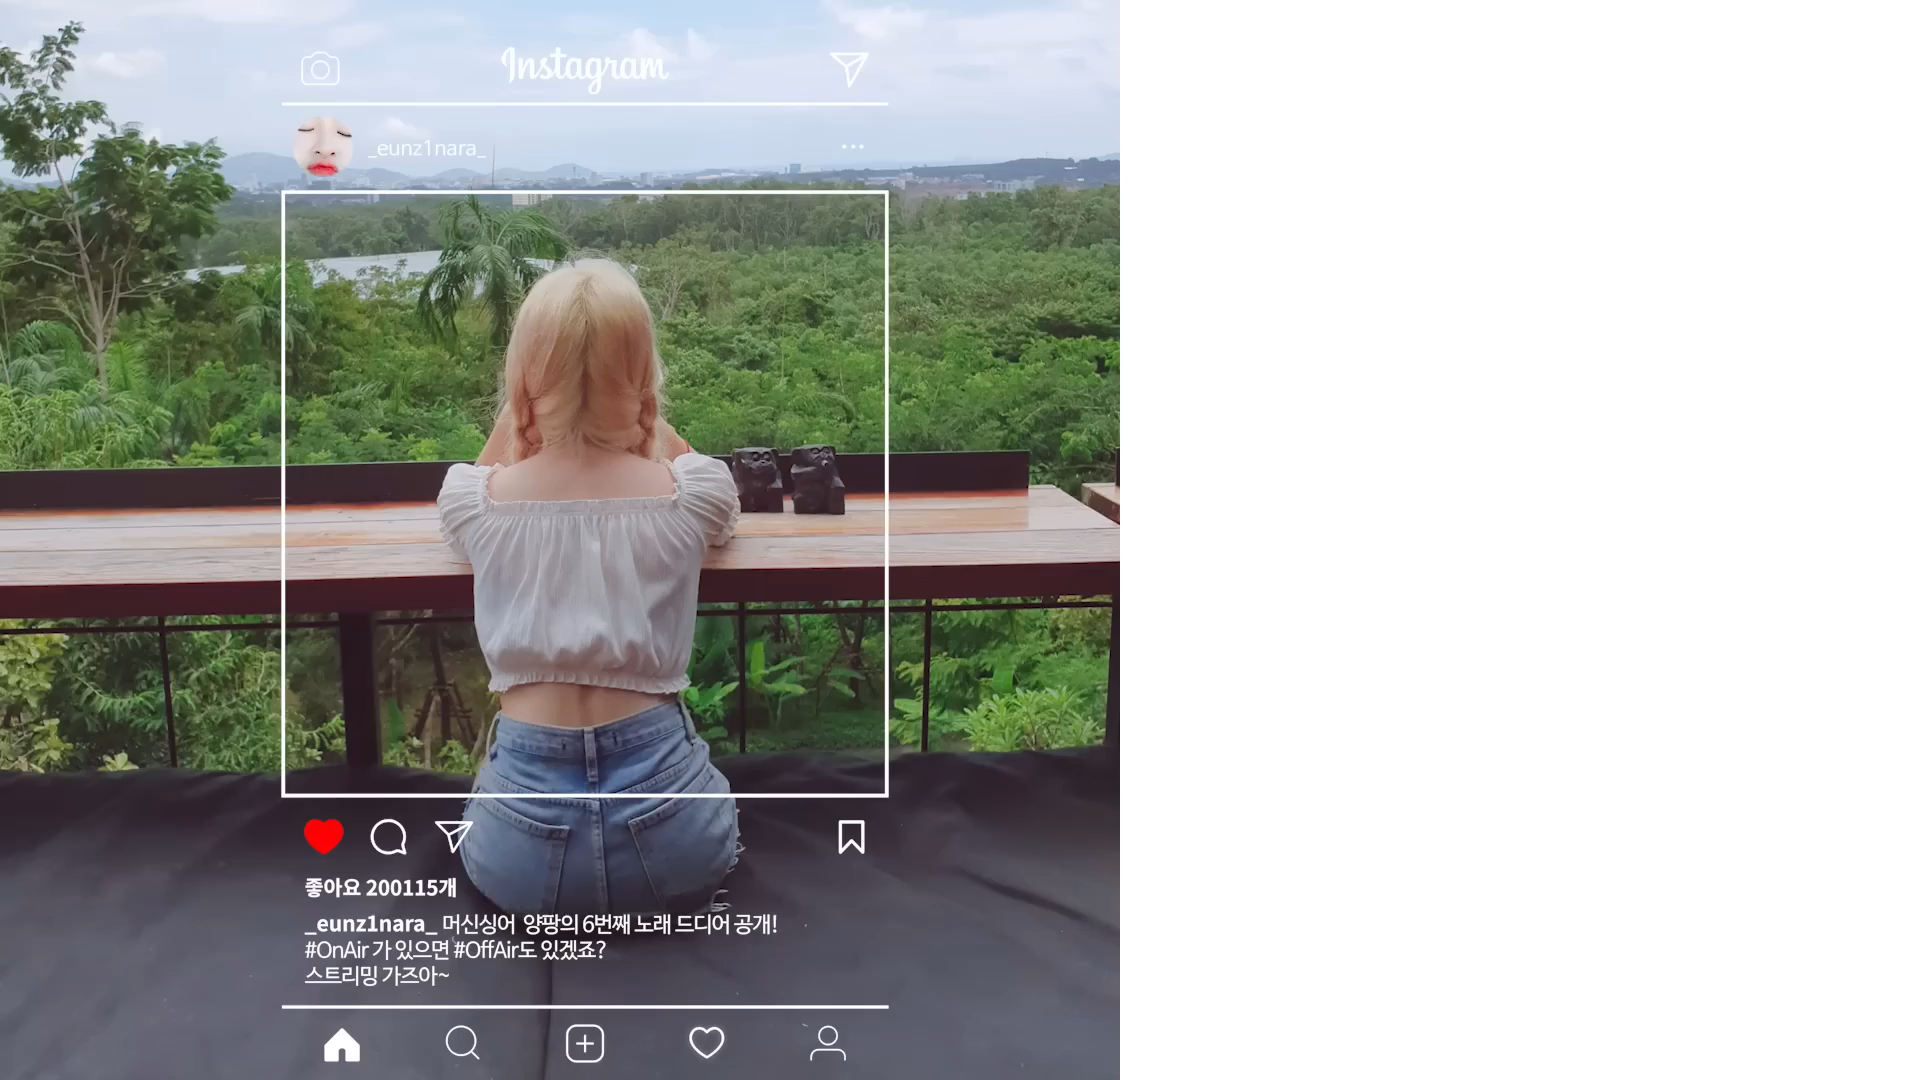 Instagram
_eunz1nara_
좋아요 200115개
_eunz1nara_ 머신싱어 양팡의 6번째 노래 드디어 공개!
#OnAir 가 있으면 #OffAir도 있겠죠?
스트리밍 가즈아~